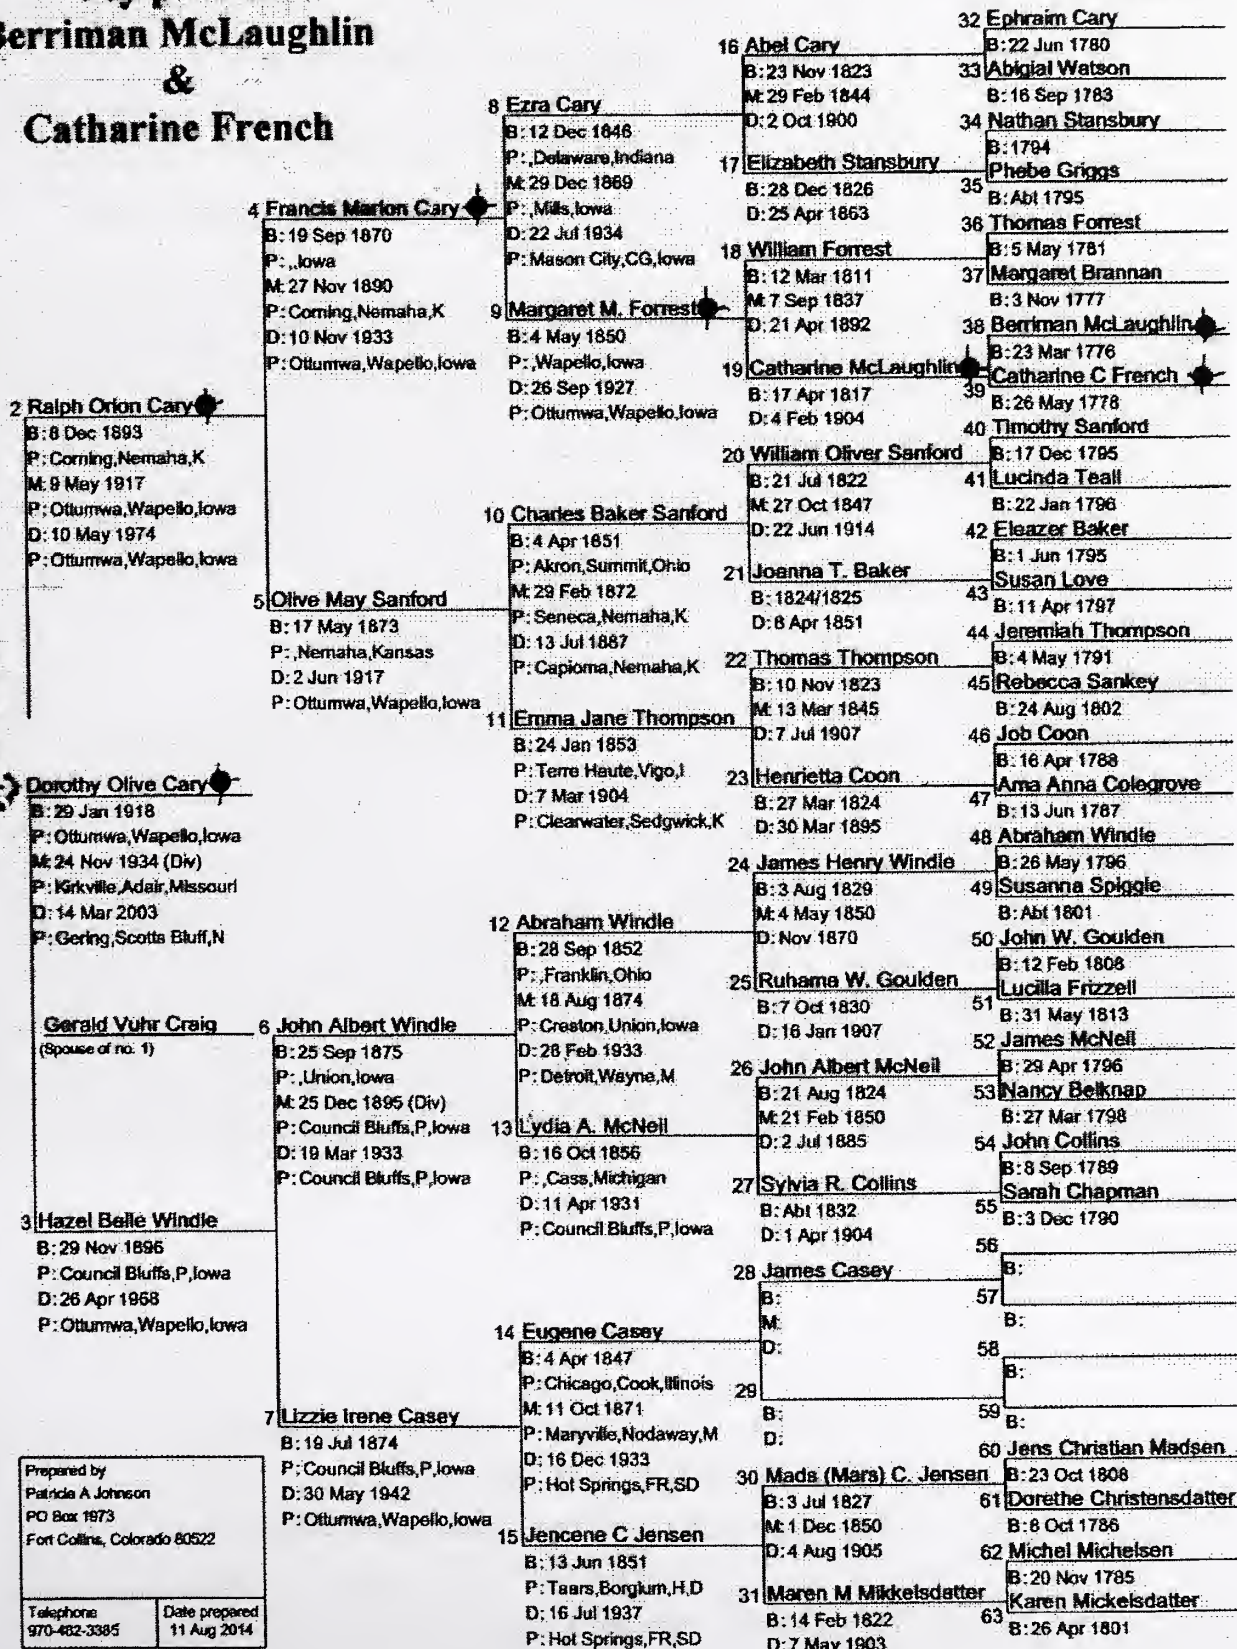 Berriman McLaughlin
&
Catharine French
2 Ralph Orion Cary
B: 8 Dec 1893
P: Corning,Nemaha,K
M: 9 May 1917
P: Ottumwa,Wapello,Iowa
D: 10 May 1974
P: Ottumwa,Wapello,Iowa
Dorothy Olive Cary
B: 29 Jan 1918
P: Ottumwa,Wapello,Iowa
M: 24 Nov 1934 (Div)
P: Kirkville,Adair,Missouri
D: 14 Mar 2003
P: Gering,Scotts Bluff,N
Gerald Vuhr Craig
(Spouse of no. 1)
3 Hazel Belle Windle
B: 29 Nov 1896
P: Council Bluffs,P,Iowa
D: 26 Apr 1968
P: Ottumwa,Wapello,Iowa
4 Francis Marion Cary
B: 19 Sep 1870
P: ,,Iowa
M: 27 Nov 1890
P: Corning,Nemaha,K
D: 10 Nov 1933
P: Ottumwa,Wapello,Iowa
5 Olive May Sanford
B: 17 May 1873
P: ,Nemaha,Kansas
D: 2 Jun 1917
P: Ottumwa,Wapello,Iowa
6 John Albert Windle
B: 25 Sep 1875
P: ,Union,Iowa
M: 25 Dec 1895 (Div)
P: Council Bluffs,P,Iowa
D: 19 Mar 1933
P: Council Bluffs,P,Iowa
7 Lizzie Irene Casey
B: 19 Jul 1874
P: Council Bluffs,P,Iowa
D: 30 May 1942
P: Ottumwa,Wapello,Iowa
8 Ezra Cary
B: 12 Dec 1846
P: ,Delaware,Indiana
M: 29 Dec 1869
P: ,Mills,Iowa
D: 22 Jul 1934
P: Mason City,CG,Iowa
9 Margaret M. Forrest
B: 4 May 1850
P: ,Wapello,Iowa
D: 26 Sep 1927
P: Ottumwa,Wapello,Iowa
10 Charles Baker Sanford
B: 4 Apr 1851
P: Akron,Summit,Ohio
M: 29 Feb 1872
P: Seneca,Nemaha,K
D: 13 Jul 1887
P: Capioma,Nemaha,K
11 Emma Jane Thompson
B: 24 Jan 1853
P: Terre Haute,Vigo,I
D: 7 Mar 1904
P: Clearwater,Sedgwick,K
12 Abraham Windle
B: 28 Sep 1852
P: ,Franklin,Ohio
M: 18 Aug 1874
P: Creston,Union,Iowa
D: 28 Feb 1933
P: Detroit,Wayne,M
13 Lydia A. McNeil
B: 16 Oct 1856
P: ,Cass,Michigan
D: 11 Apr 1931
P: Council Bluffs,P,Iowa
14 Eugene Casey
B: 4 Apr 1847
P: Chicago,Cook,Illinois
M: 11 Oct 1871
P: Maryville,Nodaway,M
D: 16 Dec 1933
P: Hot Springs,FR,SD
15 Jencene C Jensen
B: 13 Jun 1851
P: Taars,Borglum,H,D
D: 16 Jul 1937
P: Hot Springs,FR,SD
16 Abel Cary
B: 23 Nov 1823
M: 29 Feb 1844
D: 2 Oct 1900
17 Elizabeth Stansbury
B: 28 Dec 1826
D: 25 Apr 1863
18 William Forrest
B: 12 Mar 1811
M: 7 Sep 1837
D: 21 Apr 1892
19 Catharine McLaughlin
B: 17 Apr 1817
D: 4 Feb 1904
20 William Oliver Sanford
B: 21 Jul 1822
M: 27 Oct 1847
D: 22 Jun 1914
21 Joanna T. Baker
B: 1824/1825
D: 8 Apr 1851
22 Thomas Thompson
B: 10 Nov 1823
M: 13 Mar 1845
D: 7 Jul 1907
23 Henrietta Coon
B: 27 Mar 1824
D: 30 Mar 1895
24 James Henry Windle
B: 3 Aug 1829
M: 4 May 1850
D: Nov 1870
25 Ruhama W. Goulden
B: 7 Oct 1830
D: 16 Jan 1907
26 John Albert McNeil
B: 21 Aug 1824
M: 21 Feb 1850
D: 2 Jul 1885
27 Sylvia R. Collins
B: Abt 1832
D: 1 Apr 1904
28 James Casey
B:
M:
D:
29
B:
D:
30 Mads (Mars) C. Jensen
B: 3 Jul 1827
M: 1 Dec 1850
D: 4 Aug 1905
31 Maren M Mikkelsdatter
B: 14 Feb 1822
D: 7 May 1903
32 Ephraim Cary
B: 22 Jun 1780
33 Abigial Watson
B: 16 Sep 1783
34 Nathan Stansbury
B: 1794
35 Phebe Griggs
B: Abt 1795
36 Thomas Forrest
B: 5 May 1781
37 Margaret Brannan
B: 3 Nov 1777
38 Berriman McLaughlin
B: 23 Mar 1776
39 Catharine C French
B: 26 May 1778
40 Timothy Sanford
B: 17 Dec 1795
41 Lucinda Teall
B: 22 Jan 1796
42 Eleazer Baker
B: 1 Jun 1795
43 Susan Love
B: 11 Apr 1797
44 Jeremiah Thompson
B: 4 May 1791
45 Rebecca Sankey
B: 24 Aug 1802
46 Job Coon
B: 16 Apr 1788
47 Ama Anna Colegrove
B: 13 Jun 1787
48 Abraham Windle
B: 26 May 1796
49 Susanna Spiggle
B: Abt 1801
50 John W. Goulden
B: 12 Feb 1808
51 Lucilla Frizzell
B: 31 May 1813
52 James McNeil
B: 29 Apr 1796
53 Nancy Belknap
B: 27 Mar 1798
54 John Collins
B: 8 Sep 1789
55 Sarah Chapman
B: 3 Dec 1790
56
B:
57
B:
58
B:
59
B:
60 Jens Christian Madsen
B: 23 Oct 1808
61 Dorethe Christensdatter
B: 8 Oct 1786
62 Michel Michelsen
B: 20 Nov 1785
63 Karen Mickelsdatter
B: 26 Apr 1801
Prepared by
Patricia A Johnson
PO Box 1973
Fort Collins, Colorado 80522
Telephone
970-482-3385
Date prepared
11 Aug 2014